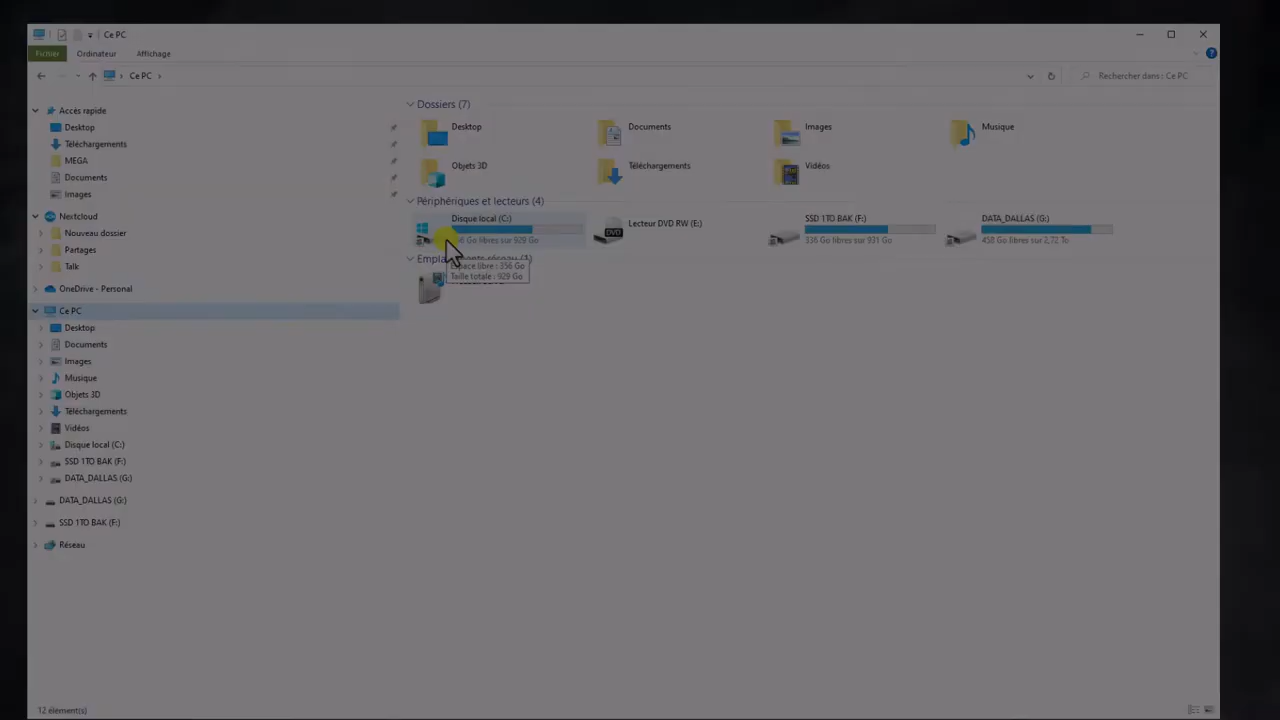 Ce PC
Fichier
Ordinateur
Affichage
Ce PC
Rechercher dans : Ce PC
Accès rapide
Desktop
Téléchargements
MEGA
Documents
Images
Nextcloud
Nouveau dossier
Partages
Talk
OneDrive - Personal
Ce PC
Desktop
Documents
Images
Musique
Objets 3D
Téléchargements
Vidéos
Disque local (C:)
SSD 1TO BAK (F:)
DATA_DALLAS (G:)
DATA_DALLAS (G:)
SSD 1TO BAK (F:)
Réseau
Dossiers (7)
Desktop
Documents
Images
Musique
Objets 3D
Téléchargements
Vidéos
Périphériques et lecteurs (4)
Disque local (C:)
Go libres sur 929 Go
Lecteur DVD RW (E:)
DVD
SSD 1TO BAK (F:)
336 Go libres sur 931 Go
DATA_DALLAS (G:)
458 Go libres sur 2,72 To
Espace libre : 356 Go
Taille totale : 929 Go
12 élément(s)